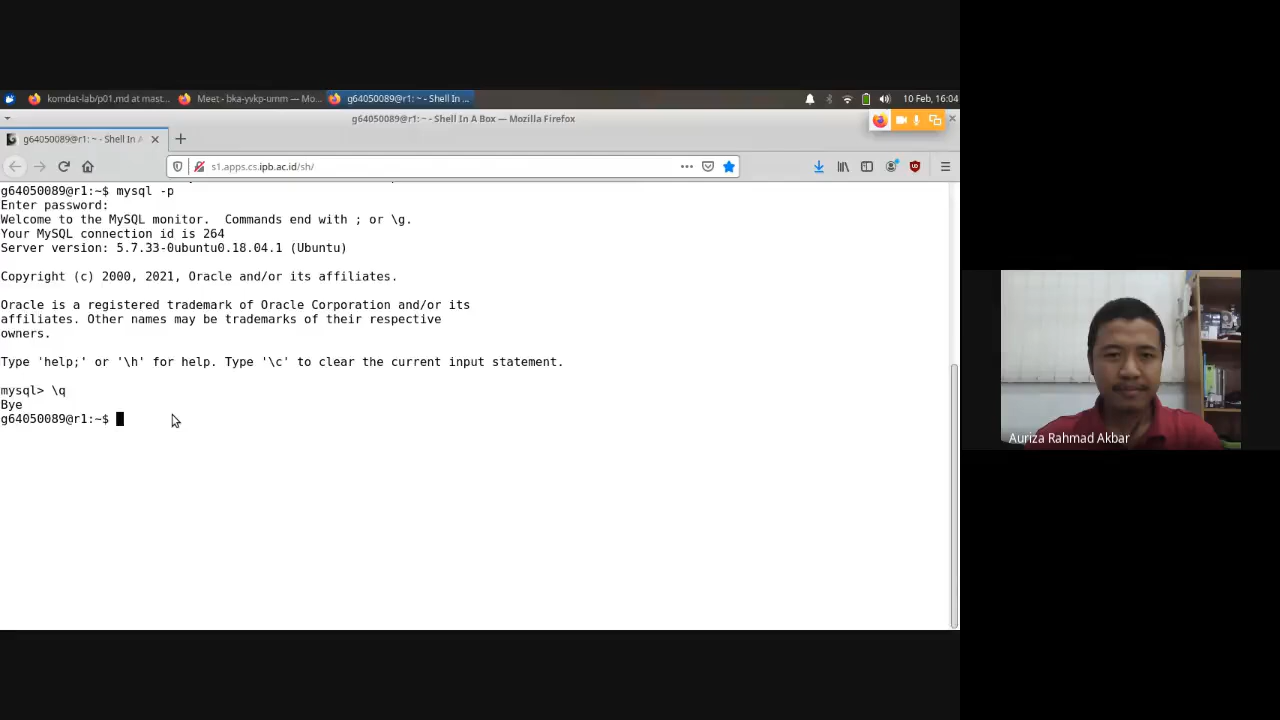 komdat-lab/p01.md at mast...
Meet - bka-yvkp-umm — Mo...
g64050089@r1: ~ - Shell In ...
10 Feb, 16:04
g64050089@r1: ~ - Shell In A Box — Mozilla Firefox
g64050089@r1: ~ - Shell In A
s1.apps.cs.ipb.ac.id/sh/
g64050089@r1:~$ mysql -p
Enter password:
Welcome to the MySQL monitor.  Commands end with ; or \g.
Your MySQL connection id is 264
Server version: 5.7.33-0ubuntu0.18.04.1 (Ubuntu)
Copyright (c) 2000, 2021, Oracle and/or its affiliates.
Oracle is a registered trademark of Oracle Corporation and/or its
affiliates. Other names may be trademarks of their respective
owners.
Type 'help;' or '\h' for help. Type '\c' to clear the current input statement.
mysql> \q
Bye
g64050089@r1:~$
Auriza Rahmad Akbar